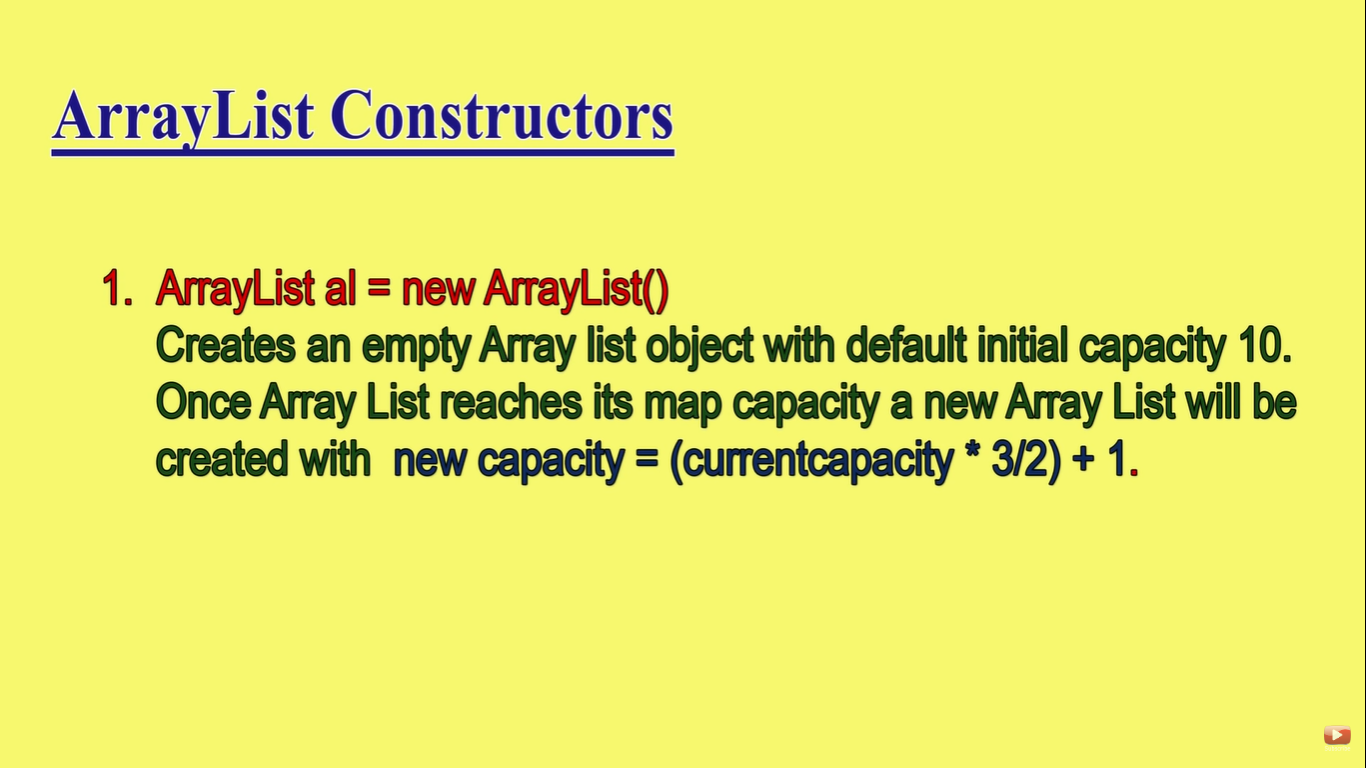 ArrayList Constructors
1. ArrayList al = new ArrayList()
Creates an empty Array list object with default initial capacity 10.
Once Array List reaches its map capacity a new Array List will be
created with new capacity = (currentcapacity * 3/2) + 1.